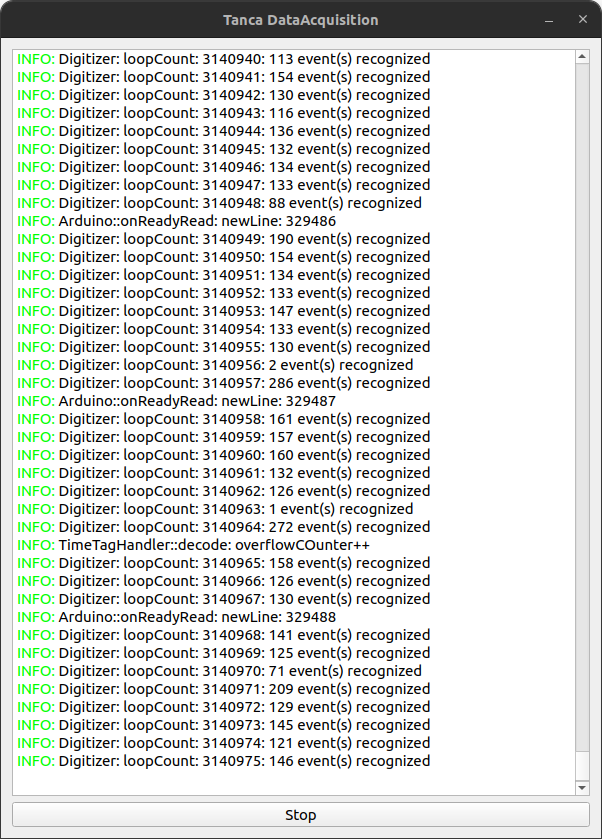 Tanca DataAcquisition
INFO: Digitizer: loopCount: 3140940: 113 event(s) recognized
INFO: Digitizer: loopCount: 3140941: 154 event(s) recognized
INFO: Digitizer: loopCount: 3140942: 130 event(s) recognized
INFO: Digitizer: loopCount: 3140943: 116 event(s) recognized
INFO: Digitizer: loopCount: 3140944: 136 event(s) recognized
INFO: Digitizer: loopCount: 3140945: 132 event(s) recognized
INFO: Digitizer: loopCount: 3140946: 134 event(s) recognized
INFO: Digitizer: loopCount: 3140947: 133 event(s) recognized
INFO: Digitizer: loopCount: 3140948: 88 event(s) recognized
INFO: Arduino::onReadyRead: newLine: 329486
INFO: Digitizer: loopCount: 3140949: 190 event(s) recognized
INFO: Digitizer: loopCount: 3140950: 154 event(s) recognized
INFO: Digitizer: loopCount: 3140951: 134 event(s) recognized
INFO: Digitizer: loopCount: 3140952: 133 event(s) recognized
INFO: Digitizer: loopCount: 3140953: 147 event(s) recognized
INFO: Digitizer: loopCount: 3140954: 133 event(s) recognized
INFO: Digitizer: loopCount: 3140955: 130 event(s) recognized
INFO: Digitizer: loopCount: 3140956: 2 event(s) recognized
INFO: Digitizer: loopCount: 3140957: 286 event(s) recognized
INFO: Arduino::onReadyRead: newLine: 329487
INFO: Digitizer: loopCount: 3140958: 161 event(s) recognized
INFO: Digitizer: loopCount: 3140959: 157 event(s) recognized
INFO: Digitizer: loopCount: 3140960: 160 event(s) recognized
INFO: Digitizer: loopCount: 3140961: 132 event(s) recognized
INFO: Digitizer: loopCount: 3140962: 126 event(s) recognized
INFO: Digitizer: loopCount: 3140963: 1 event(s) recognized
INFO: Digitizer: loopCount: 3140964: 272 event(s) recognized
INFO: TimeTagHandler::decode: overflowCOunter++
INFO: Digitizer: loopCount: 3140965: 158 event(s) recognized
INFO: Digitizer: loopCount: 3140966: 126 event(s) recognized
INFO: Digitizer: loopCount: 3140967: 130 event(s) recognized
INFO: Arduino::onReadyRead: newLine: 329488
INFO: Digitizer: loopCount: 3140968: 141 event(s) recognized
INFO: Digitizer: loopCount: 3140969: 125 event(s) recognized
INFO: Digitizer: loopCount: 3140970: 71 event(s) recognized
INFO: Digitizer: loopCount: 3140971: 209 event(s) recognized
INFO: Digitizer: loopCount: 3140972: 129 event(s) recognized
INFO: Digitizer: loopCount: 3140973: 145 event(s) recognized
INFO: Digitizer: loopCount: 3140974: 121 event(s) recognized
INFO: Digitizer: loopCount: 3140975: 146 event(s) recognized
Stop